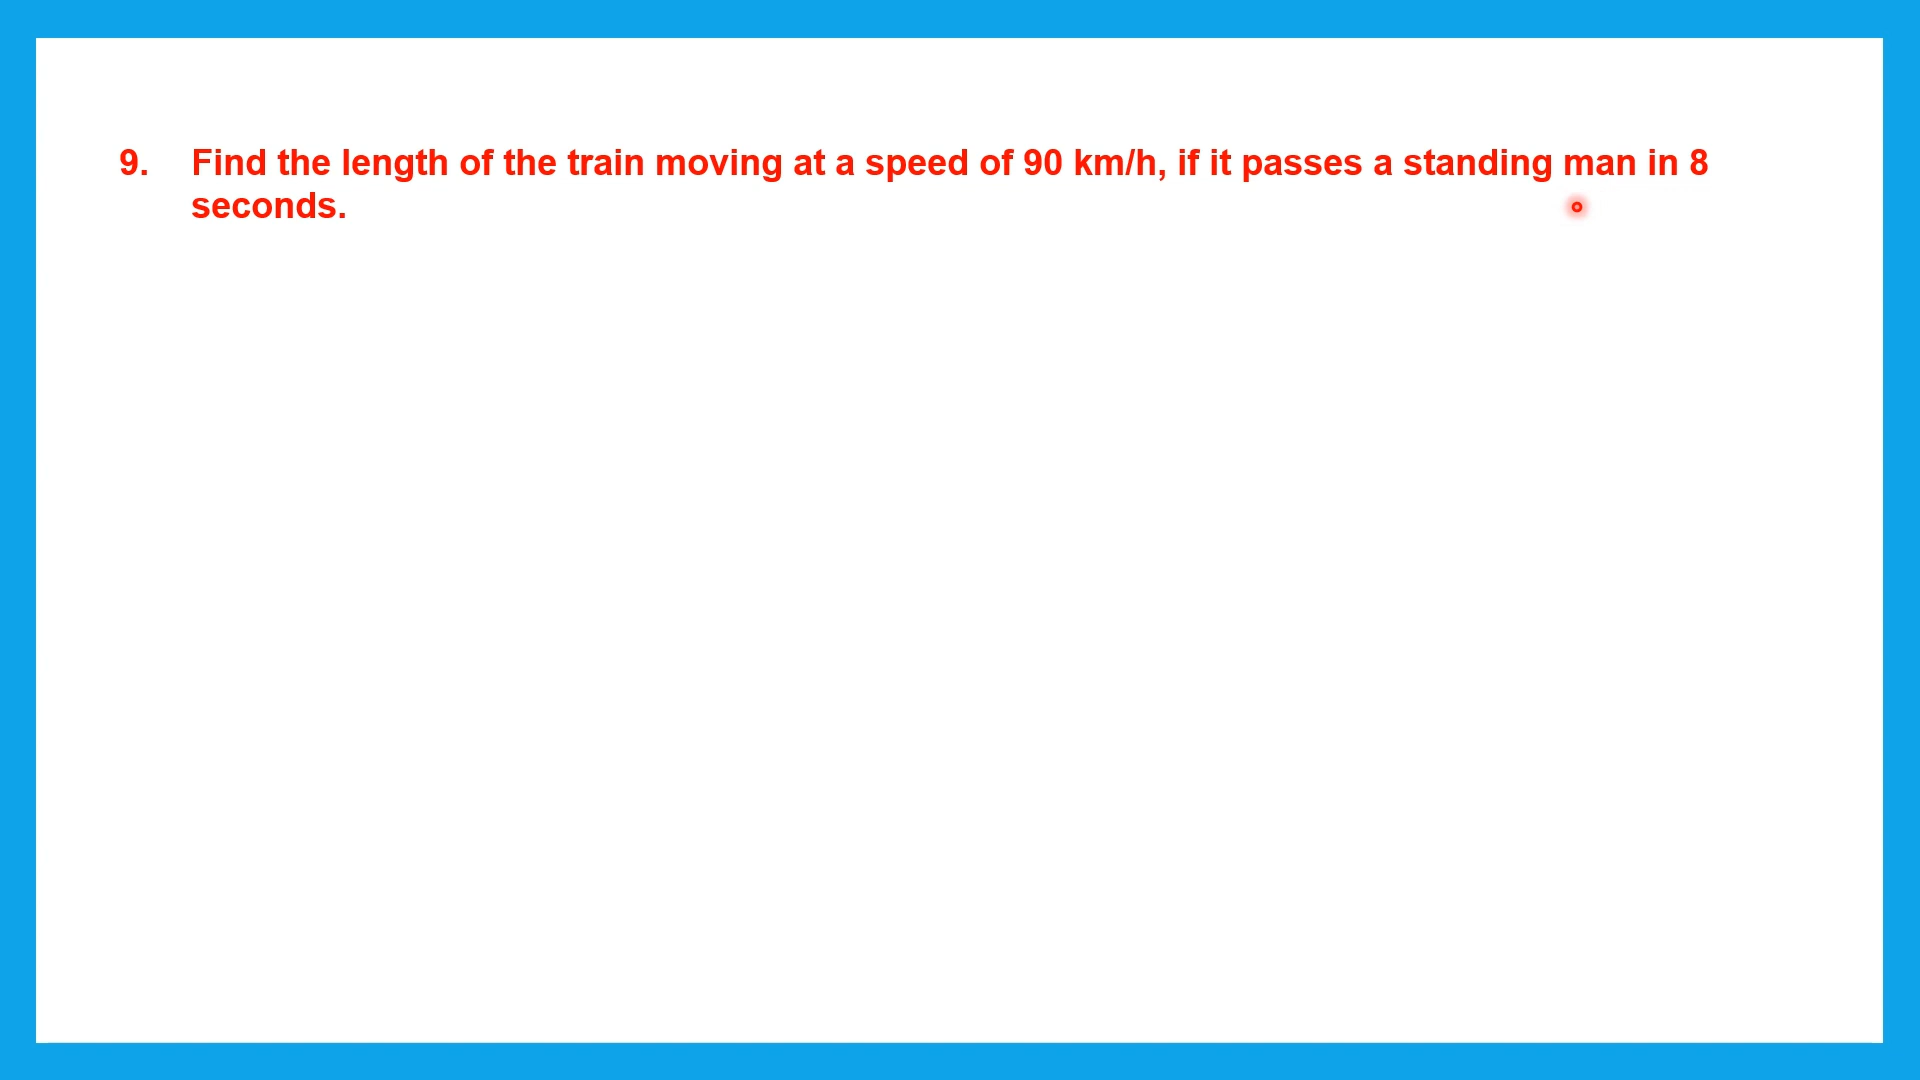 9. Find the length of the train moving at a speed of 90 km/h, if it passes a standing man in 8
seconds.